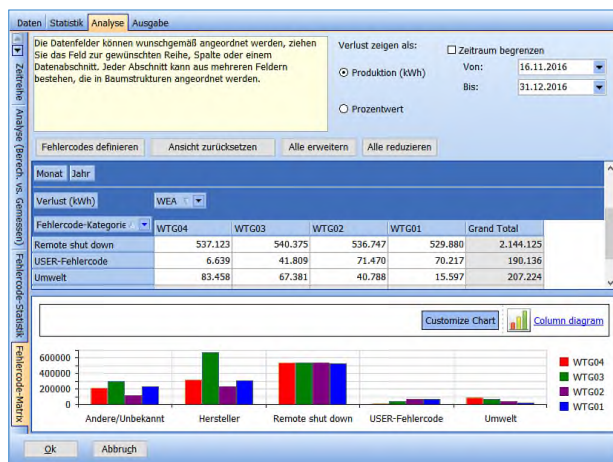 Daten Statistik Analyse Ausgabe
Die Datenfelder können wunschgemäß angeordnet werden, ziehen
Sie das Feld zur gewünschten Reihe, Spalte oder einem
Datenabschnitt. Jeder Abschnitt kann aus mehreren Feldern
bestehen, die in Baumstrukturen angeordnet werden.
Verlust zeigen als:
Produktion (kWh)
Prozentwert
Zeitraum begrenzen
Von: 16.11.2016
Bis: 31.12.2016
Zeitreihe
Analyse (Berech. vs. Gemessen)
Fehlercode-Statistik
Fehlercode-Matrix
Fehlercodes definieren Ansicht zurücksetzen Alle erweitern Alle reduzieren
Monat Jahr
Verlust (kWh) WEA
Fehlercode-Kategorie WTG04 WTG03 WTG02 WTG01 Grand Total
Remote shut down 537.123 540.375 536.747 529.880 2.144.125
USER-Fehlercode 6.639 41.809 71.470 70.217 190.136
Umwelt 83.458 67.381 40.788 15.597 207.224
Customize Chart Column diagram
600000
400000
200000
0
Andere/Unbekannt Hersteller Remote shut down USER-Fehlercode Umwelt
WTG04
WTG03
WTG02
WTG01
Ok Abbruch